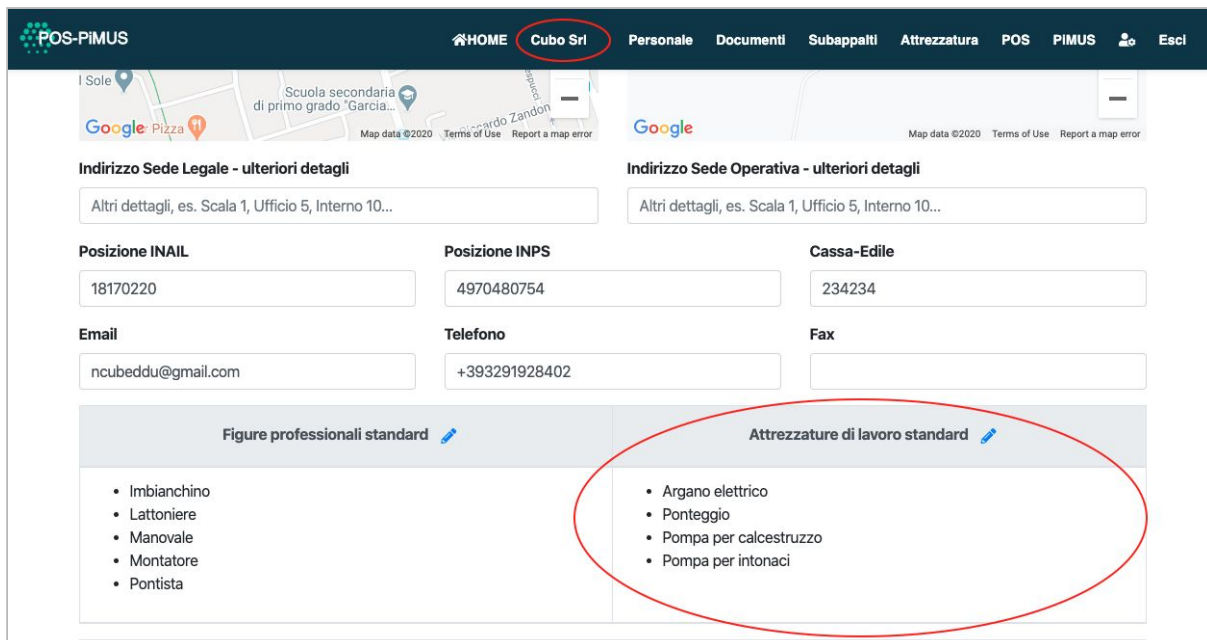 POS-PiMUS
HOME Cubo Srl Personale Documenti Subappalti Attrezzatura POS PIMUS Esci
l Sole
Scuola secondaria
di primo grado "Garcia...
Google Pizza
Map data ©2020 Terms of Use Report a map error
Google
Map data ©2020 Terms of Use Report a map error
Indirizzo Sede Legale - ulteriori detagli
Indirizzo Sede Operativa - ulteriori detagli
Altri dettagli, es. Scala 1, Ufficio 5, Interno 10...
Altri dettagli, es. Scala 1, Ufficio 5, Interno 10...
Posizione INAIL Posizione INPS Cassa-Edile
18170220 4970480754 234234
Email Telefono Fax
ncubeddu@gmail.com +393291928402
Figure professionali standard
Attrezzature di lavoro standard
• Imbianchino
• Lattoniere
• Manovale
• Montatore
• Pontista
• Argano elettrico
• Ponteggio
• Pompa per calcestruzzo
• Pompa per intonaci